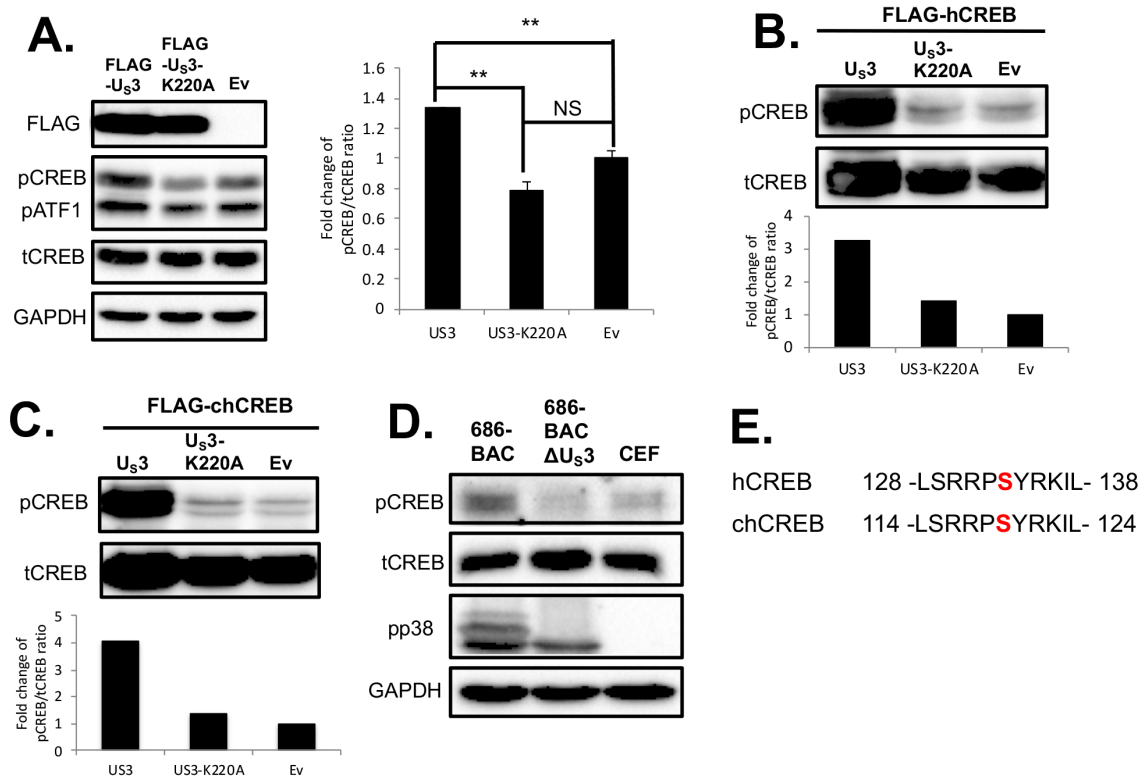 A.
FLAG
-US3
FLAG
-US3-
K220A
Ev
FLAG
pCREB
pATF1
tCREB
GAPDH
Fold change of
pCREB/tCREB ratio
1.6
1.4
1.2
1
0.8
0.6
0.4
0.2
0
**
**
NS
US3
US3-K220A
Ev
B.
FLAG-hCREB
US3
US3-
K220A
Ev
pCREB
tCREB
Fold change of
pCREB/tCREB ratio
4
3
2
1
0
US3
US3-K220A
Ev
C.
FLAG-chCREB
US3
US3-
K220A
Ev
pCREB
tCREB
Fold change of
pCREB/tCREB ratio
5
4
3
2
1
0
US3
US3-K220A
Ev
D.
686-
BAC
686-
BAC
ΔUS3
CEF
pCREB
tCREB
pp38
GAPDH
E.
hCREB 128 -LSRRPSYRKIL- 138
chCREB 114 -LSRRPSYRKIL- 124